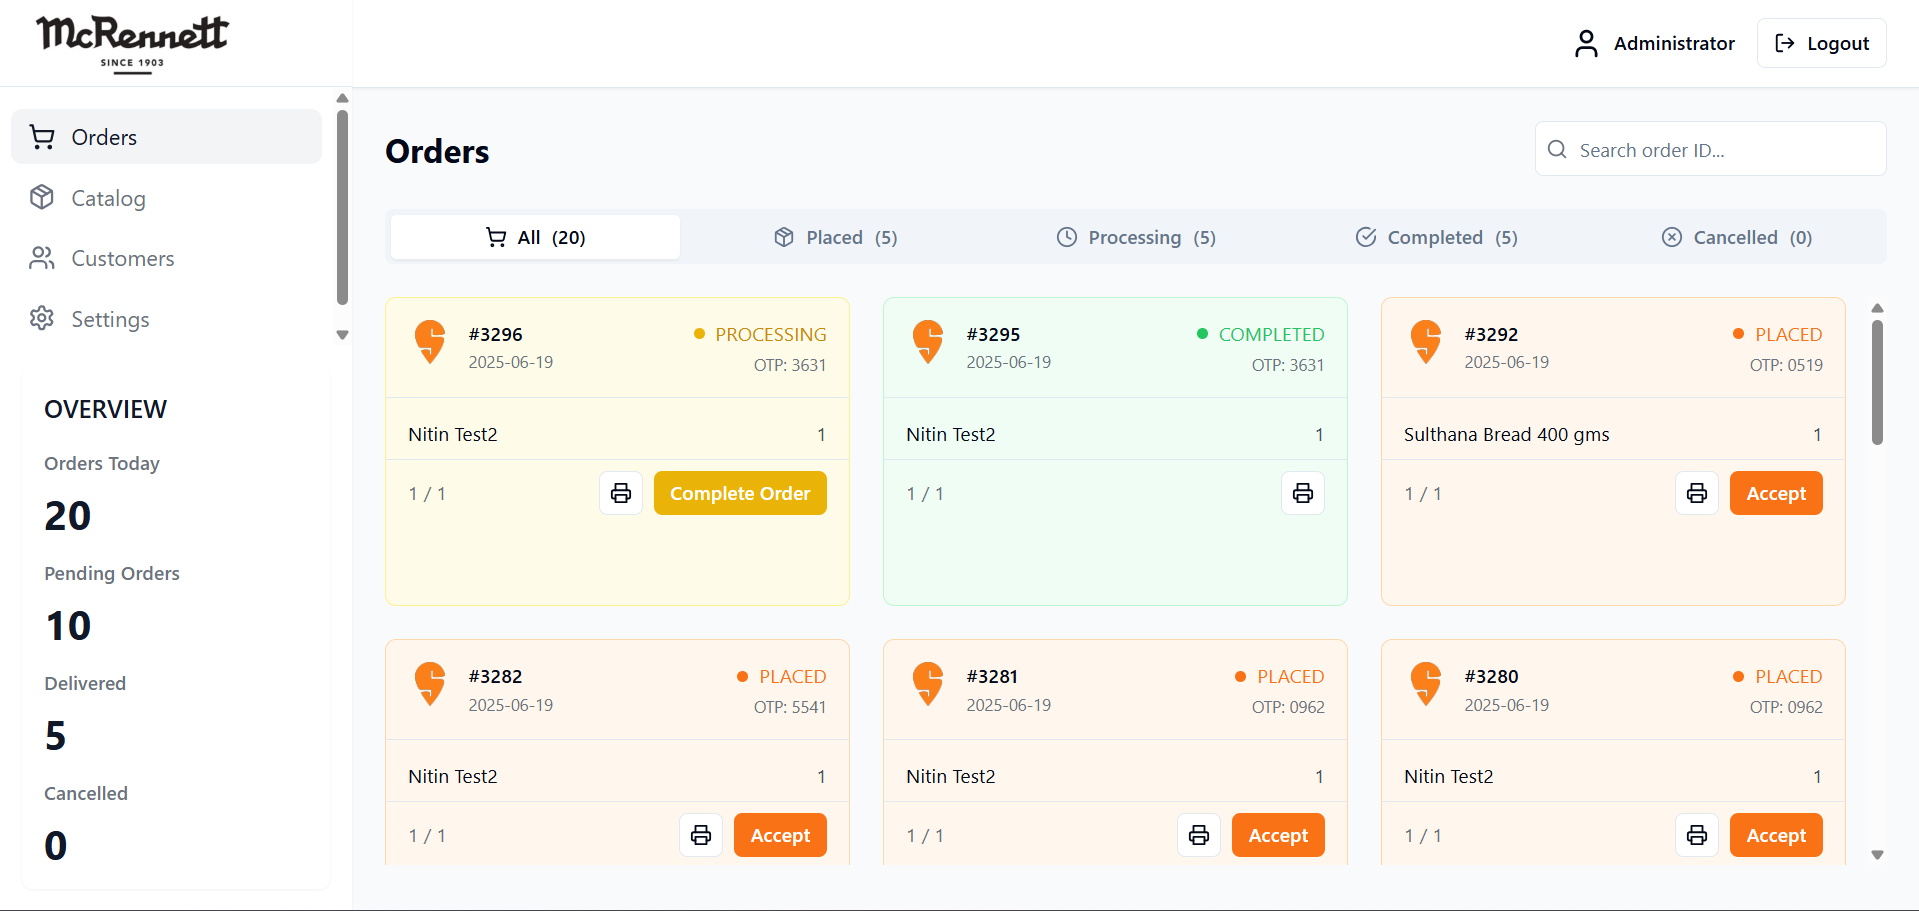 McRennett
SINCE 1903
Administrator
Logout
Orders
Catalog
Customers
Settings
OVERVIEW
Orders Today
20
Pending Orders
10
Delivered
5
Cancelled
0
Orders
Search order ID...
All (20)
Placed (5)
Processing (5)
Completed (5)
Cancelled (0)
#3296
PROCESSING
2025-06-19
OTP: 3631
Nitin Test2 1
1 / 1
Complete Order
#3295
COMPLETED
2025-06-19
OTP: 3631
Nitin Test2 1
1 / 1
#3292
PLACED
2025-06-19
OTP: 0519
Sulthana Bread 400 gms 1
1 / 1
Accept
#3282
PLACED
2025-06-19
OTP: 5541
Nitin Test2 1
1 / 1
Accept
#3281
PLACED
2025-06-19
OTP: 0962
Nitin Test2 1
1 / 1
Accept
#3280
PLACED
2025-06-19
OTP: 0962
Nitin Test2 1
1 / 1
Accept